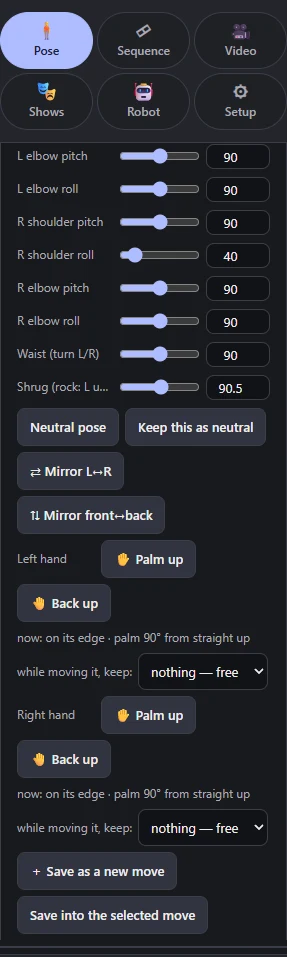 Pose Sequence Video
Shows Robot Setup
L elbow pitch 90
L elbow roll 90
R shoulder pitch 90
R shoulder roll 40
R elbow pitch 90
R elbow roll 90
Waist (turn L/R) 90
Shrug (rock: L u... 90.5
Neutral pose Keep this as neutral
⇄ Mirror L↔R
⇅ Mirror front↔back
Left hand 🤚 Palm up
🤚 Back up
now: on its edge · palm 90° from straight up
while moving it, keep: nothing — free
Right hand 🤚 Palm up
🤚 Back up
now: on its edge · palm 90° from straight up
while moving it, keep: nothing — free
+ Save as a new move
Save into the selected move